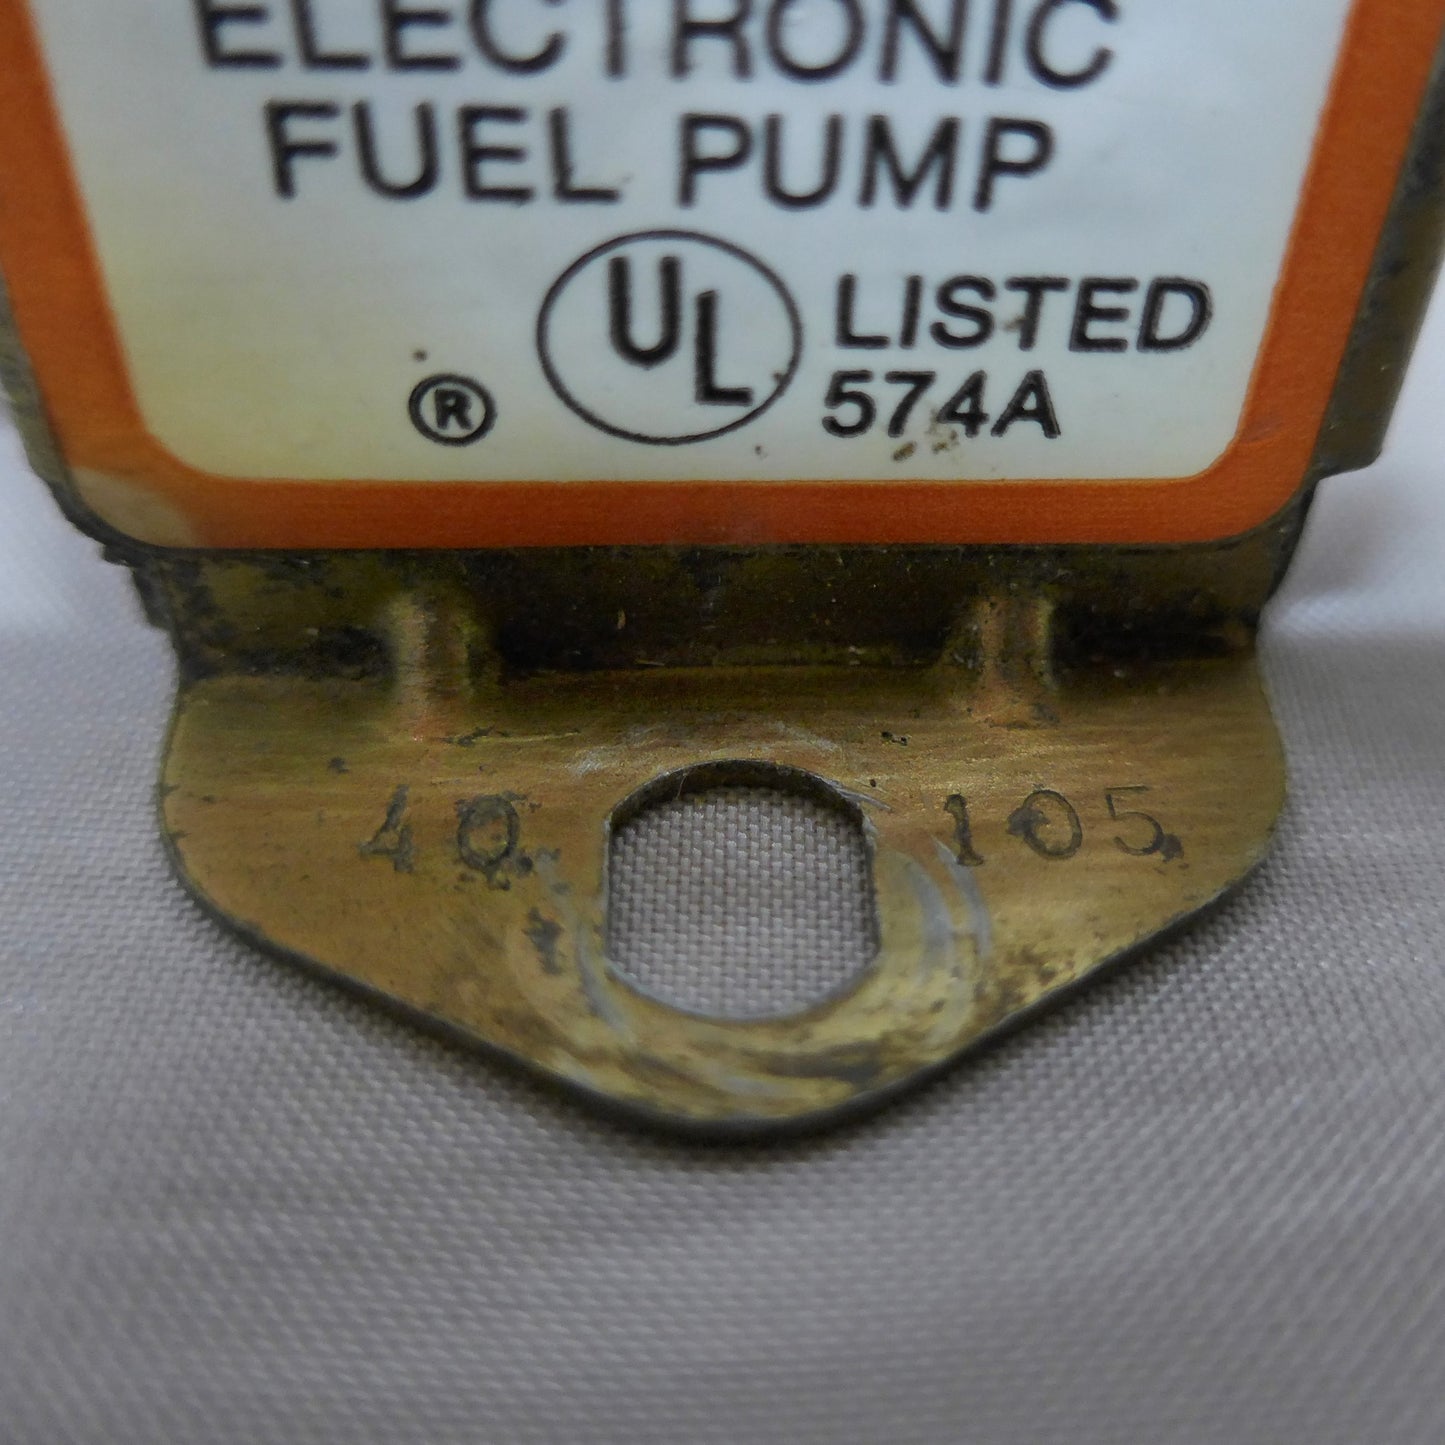 ELECTRONIC
FUEL PUMP
® UL LISTED
574A
40 105